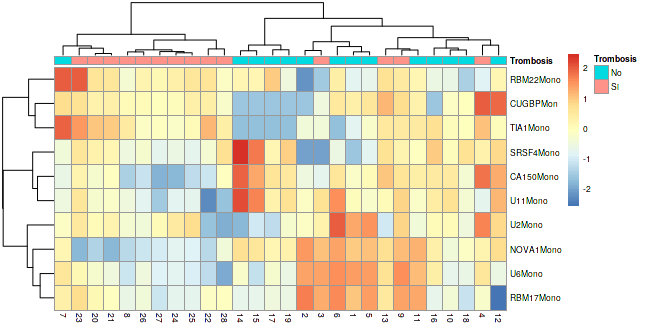 Trombosis
RBM22Mono
CUGBPMon
TIA1Mono
SRSF4Mono
CA150Mono
U11Mono
U2Mono
NOVA1Mono
U6Mono
RBM17Mono
7 23 20 21 8 26 27 24 25 22 28 14 15 17 19 2 3 6 1 5 13 9 11 16 10 18 4 12
2
1
0
-1
-2
Trombosis
No
SI